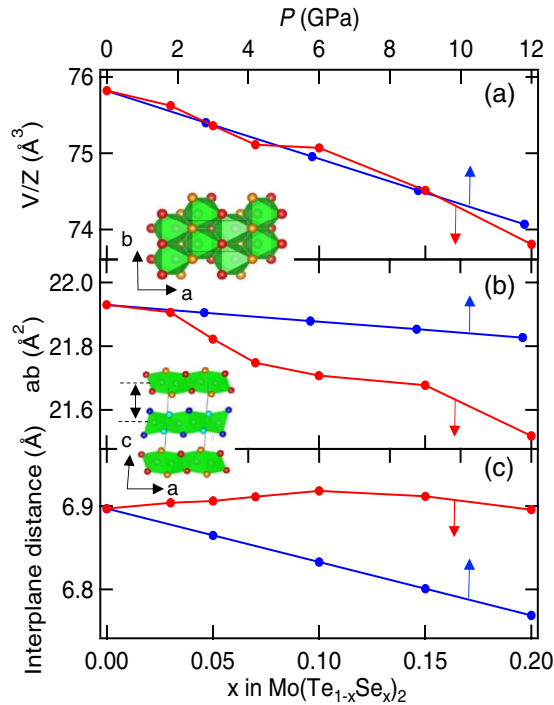 P (GPa)
0 2 4 6 8 10 12
V/Z (Å³)
76
75
74
(a)
b
a
ab (Å²)
22.0
21.8
21.6
(b)
c
a
Interplane distance (Å)
6.9
6.8
(c)
0.00 0.05 0.10 0.15 0.20
x in Mo(Te₁₋ₓSeₓ)₂